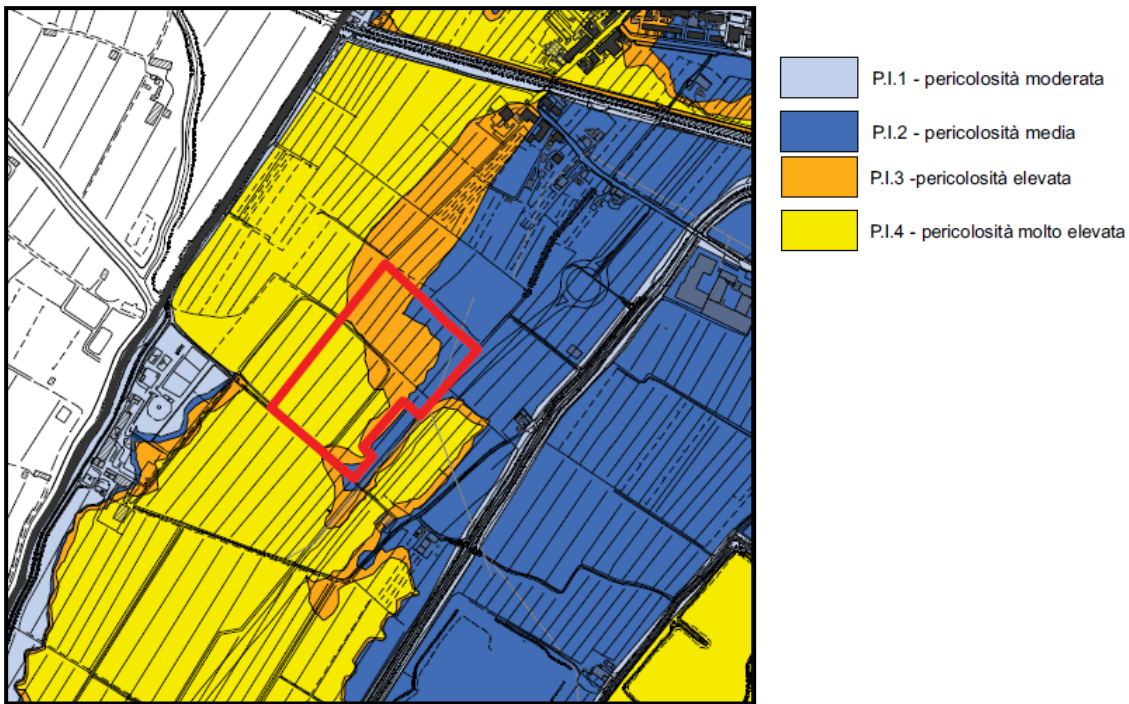 P.I.1 - pericolosità moderata
P.I.2 - pericolosità media
P.I.3 -pericolosità elevata
P.I.4 - pericolosità molto elevata